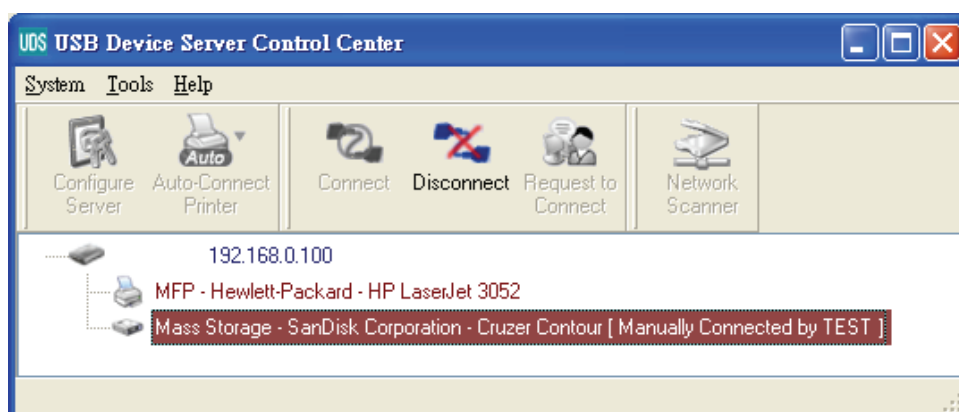 UDS USB Device Server Control Center
System Tools Help
Auto
Configure Server
Auto-Connect Printer
Connect
Disconnect
Request to Connect
Network Scanner
192.168.0.100
MFP - Hewlett-Packard - HP LaserJet 3052
Mass Storage - SanDisk Corporation - Cruzer Contour [ Manually Connected by TEST ]